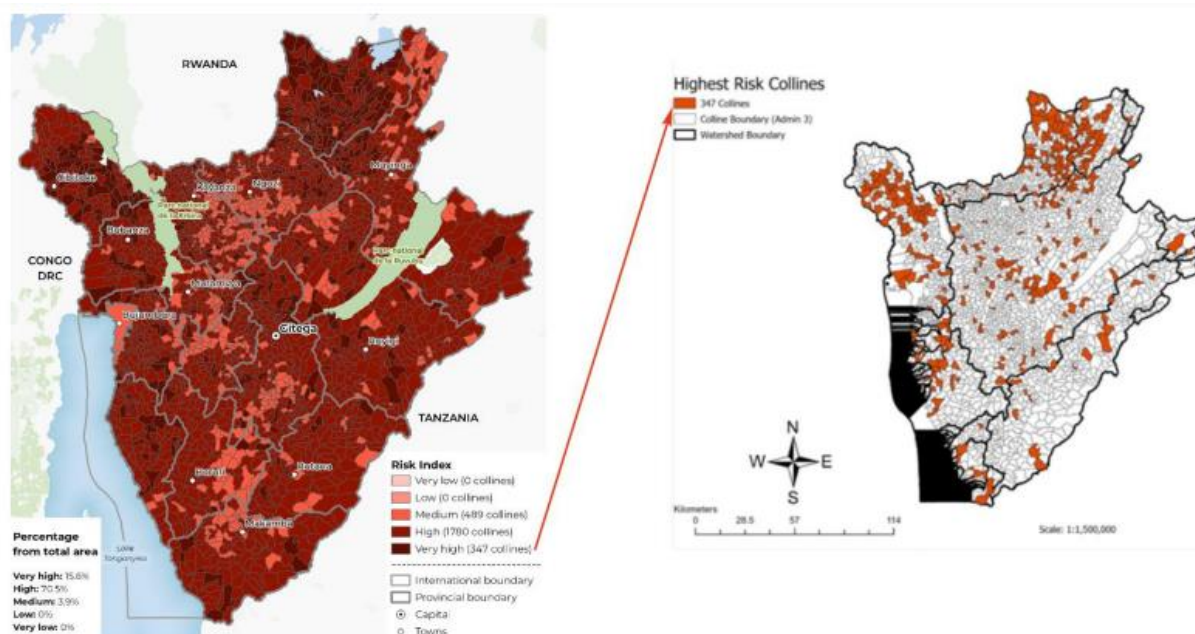 RWANDA
Cibitoke
Kayanza
Ngozi
Muyinga
Parc national
de la Kibira
Bubanza
CONGO
DRC
Parc national
de la Ruvubu
Muramvya
Bujumbura
Gitega
Ruyigi
TANZANIA
Bururi
Rutana
Makamba
Lake
Tanganyika
Percentage
from total area
Very high: 15.6%
High: 70.5%
Medium: 3.9%
Low: 0%
Very low: 0%
Risk Index
Very low (0 collines)
Low (0 collines)
Medium (489 collines)
High (1780 collines)
Very high (347 collines)
International boundary
Provincial boundary
Capital
Towns
Highest Risk Collines
347 Collines
Colline Boundary (Admin 3)
Watershed Boundary
N
W E
S
Kilometers
0 28.5 57 114
Scale: 1:1,500,000